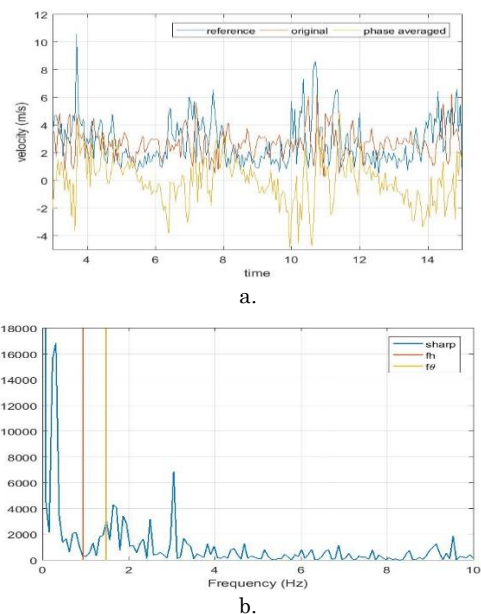 12
10
8
6
4
2
0
-2
-4
velocity (m/s)
reference original phase averaged
4 6 8 10 12 14
time
a.
18000
16000
14000
12000
10000
8000
6000
4000
2000
0
sharp
fh
fθ
0 2 4 6 8 10
Frequency (Hz)
b.